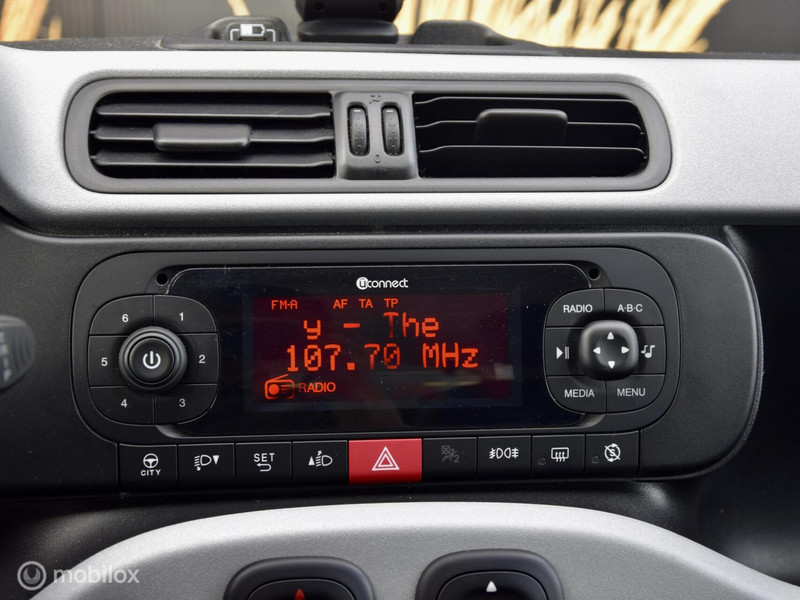 uconnect
FM-A AF TA TP
y - The
107.70 MHz
RADIO
6 1
5 2
4 3
RADIO A·B·C
MEDIA MENU
CITY
SET
2
mobilox